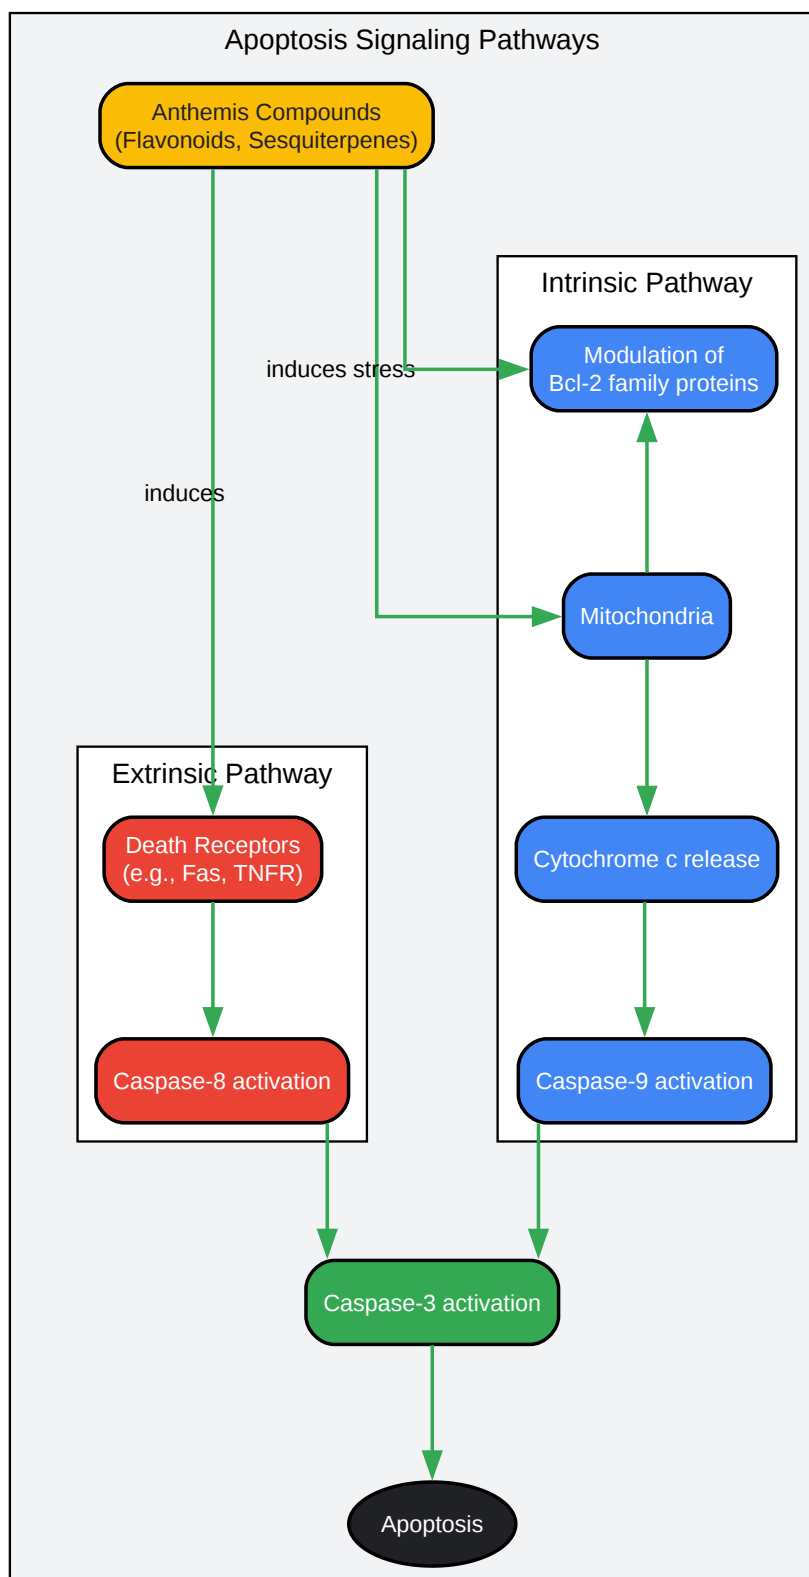 Apoptosis Signaling Pathways
Anthemis Compounds
(Flavonoids, Sesquiterpenes)
Intrinsic Pathway
Modulation of
Bcl-2 family proteins
induces stress
induces
Mitochondria
Extrinsic Pathway
Death Receptors
(e.g., Fas, TNFR)
Cytochrome c release
Caspase-8 activation
Caspase-9 activation
Caspase-3 activation
Apoptosis